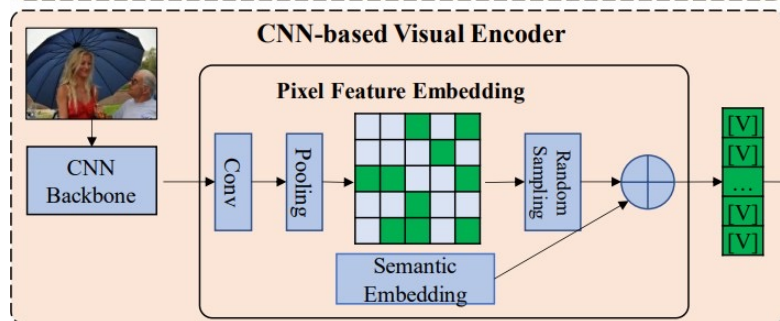 CNN-based Visual Encoder
Pixel Feature Embedding
CNN
Backbone
Conv
Pooling
Random
Sampling
Semantic
Embedding
[V]
[V]
...
[V]
[V]